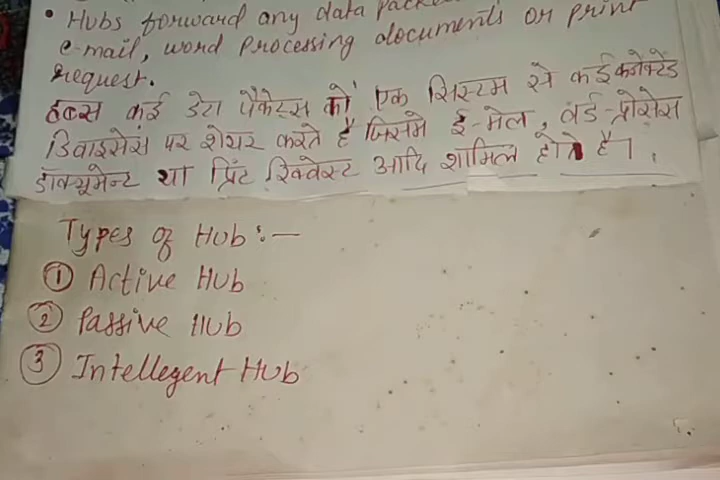 • Hubs forward any data
e-mail, word processing documents or print
request.
हब्स कई डेटा पैकेट्स को एक सिस्टम से कई कनेक्टेड
डिवाइसेस पर शेयर करते है जिसमे ई-मेल, वर्ड-प्रोसेस
डाक्यूमेन्ट या प्रिंट रिक्वेस्ट आदि शामिल होते है।
Types of Hub:—
① Active Hub
② Passive Hub
③ Intellegent Hub